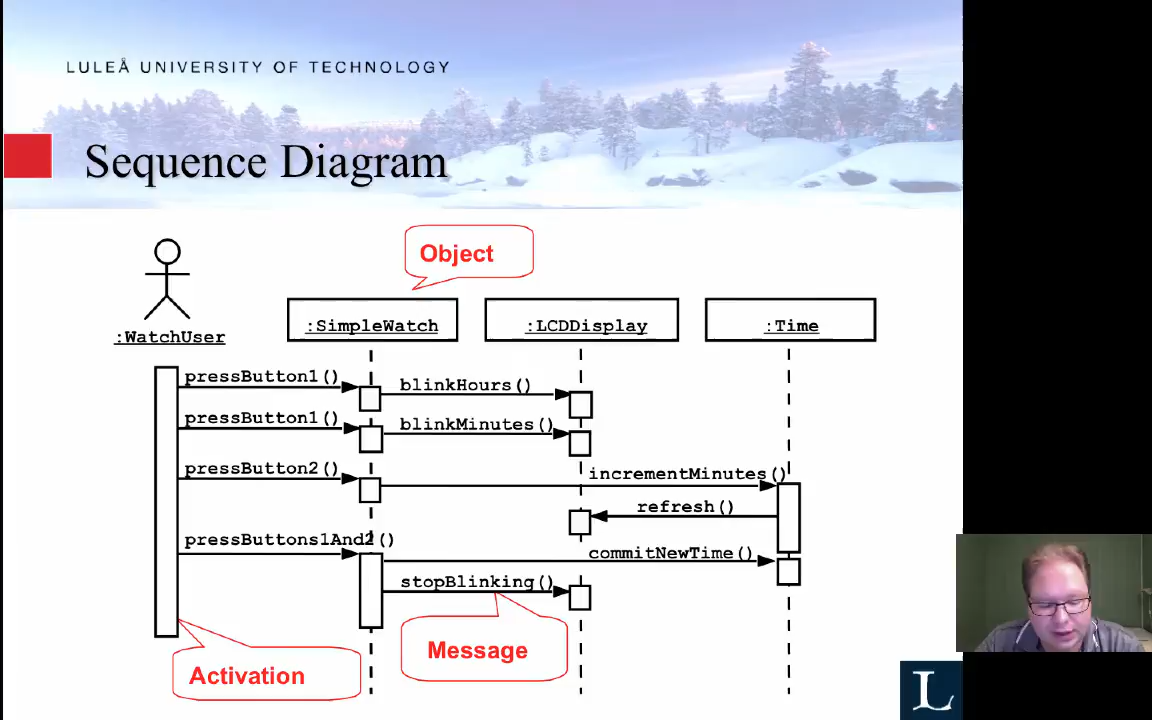 LULEÅ UNIVERSITY OF TECHNOLOGY
Sequence Diagram
Object
:WatchUser
:SimpleWatch
:LCDDisplay
:Time
pressButton1()
blinkHours()
pressButton1()
blinkMinutes()
pressButton2()
incrementMinutes()
refresh()
pressButtons1And2()
commitNewTime()
stopBlinking()
Message
Activation
L